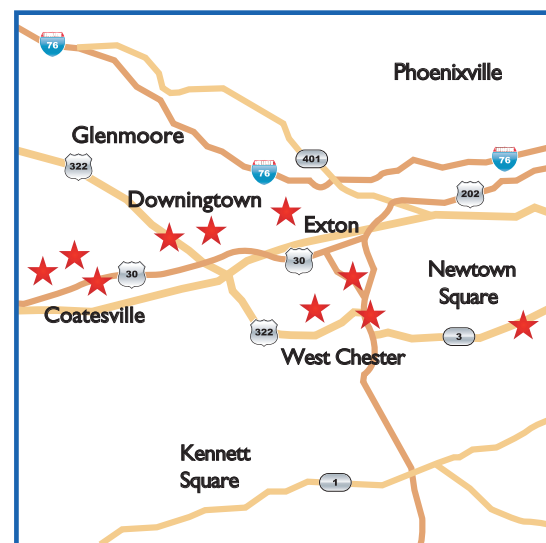 76
Phoenixville
Glenmoore
401
76
322
76
202
Downingtown
Exton
30
30
Newtown
Square
Coatesville
322
3
West Chester
Kennett
Square
1